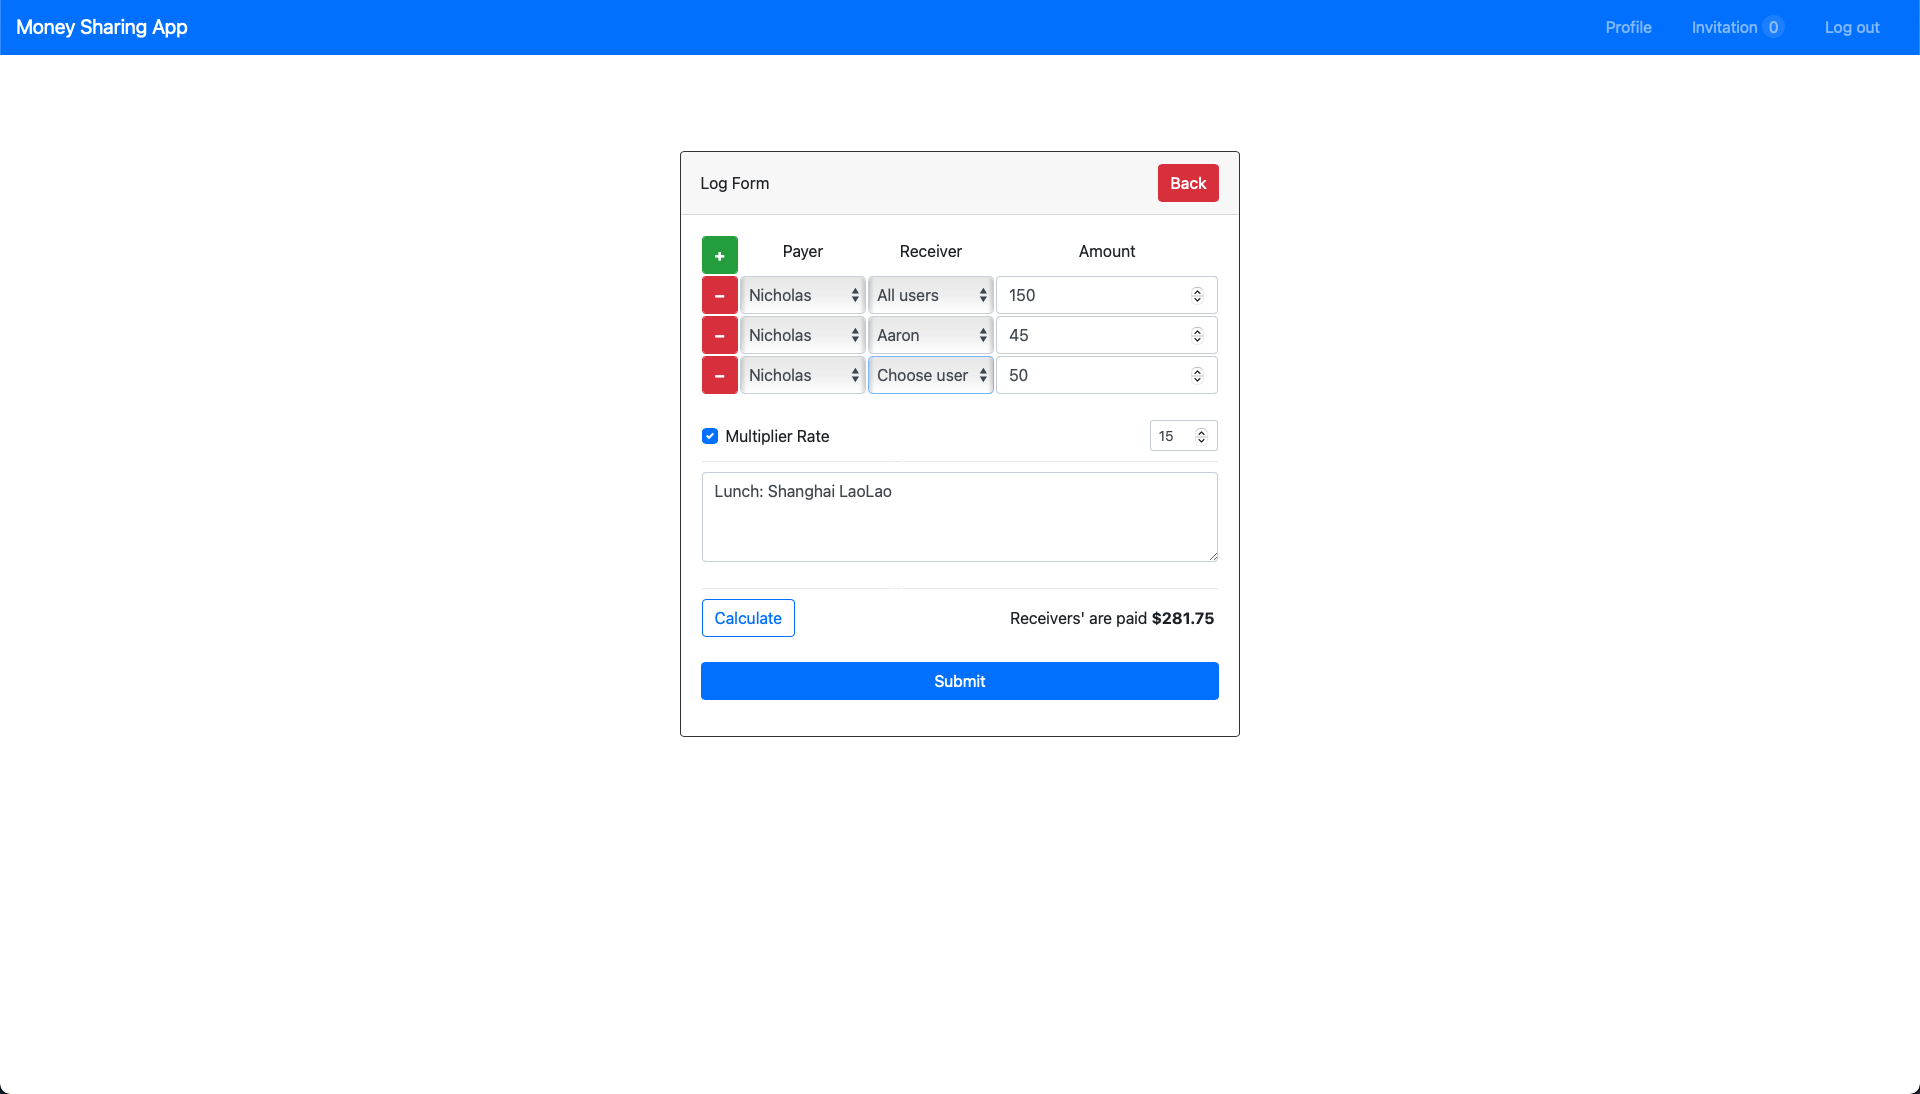 Money Sharing App Profile Invitation 0 Log out
Log Form Back
+ Payer Receiver Amount
− Nicholas All users 150
− Nicholas Aaron 45
− Nicholas Choose user 50
Multiplier Rate 15
Lunch: Shanghai LaoLao
Calculate Receivers' are paid $281.75
Submit